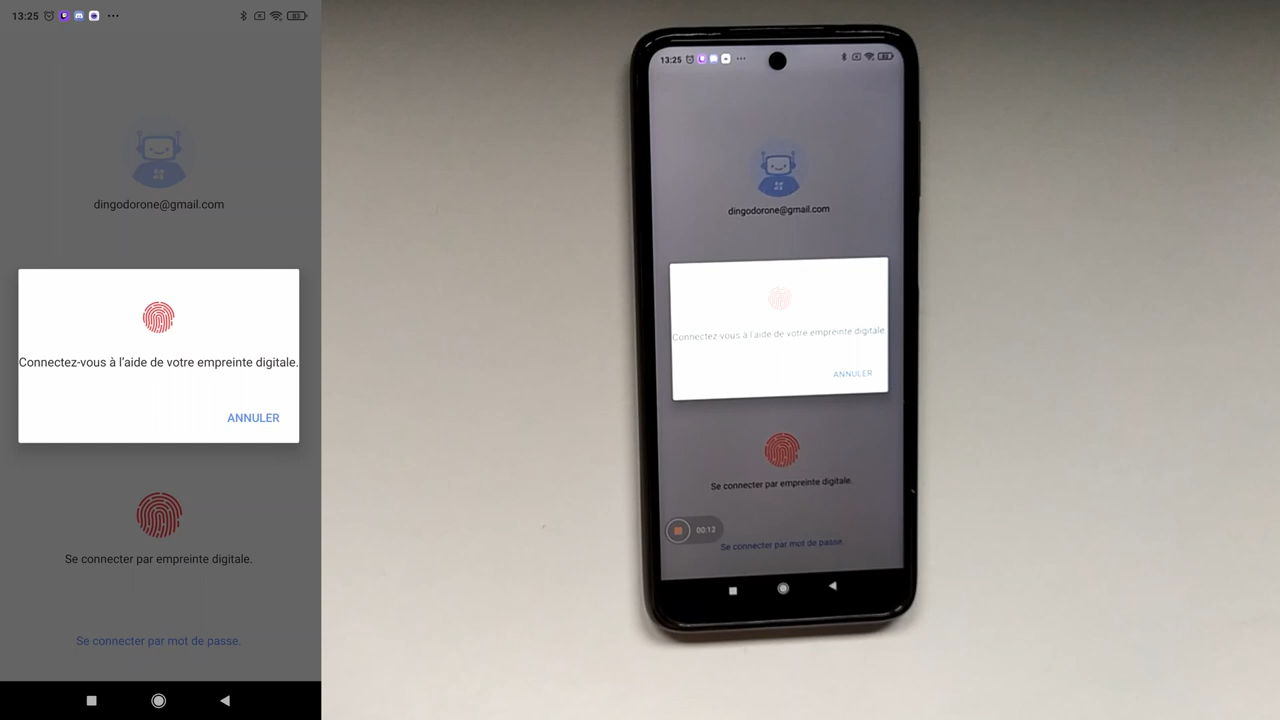 13:25
83
dingodorone@gmail.com
Connectez-vous à l'aide de votre empreinte digitale.
ANNULER
Se connecter par empreinte digitale.
Se connecter par mot de passe.
13:25
83
dingodorone@gmail.com
Connectez-vous à l'aide de votre empreinte digitale.
ANNULER
Se connecter par empreinte digitale.
00:12
Se connecter par mot de passe.